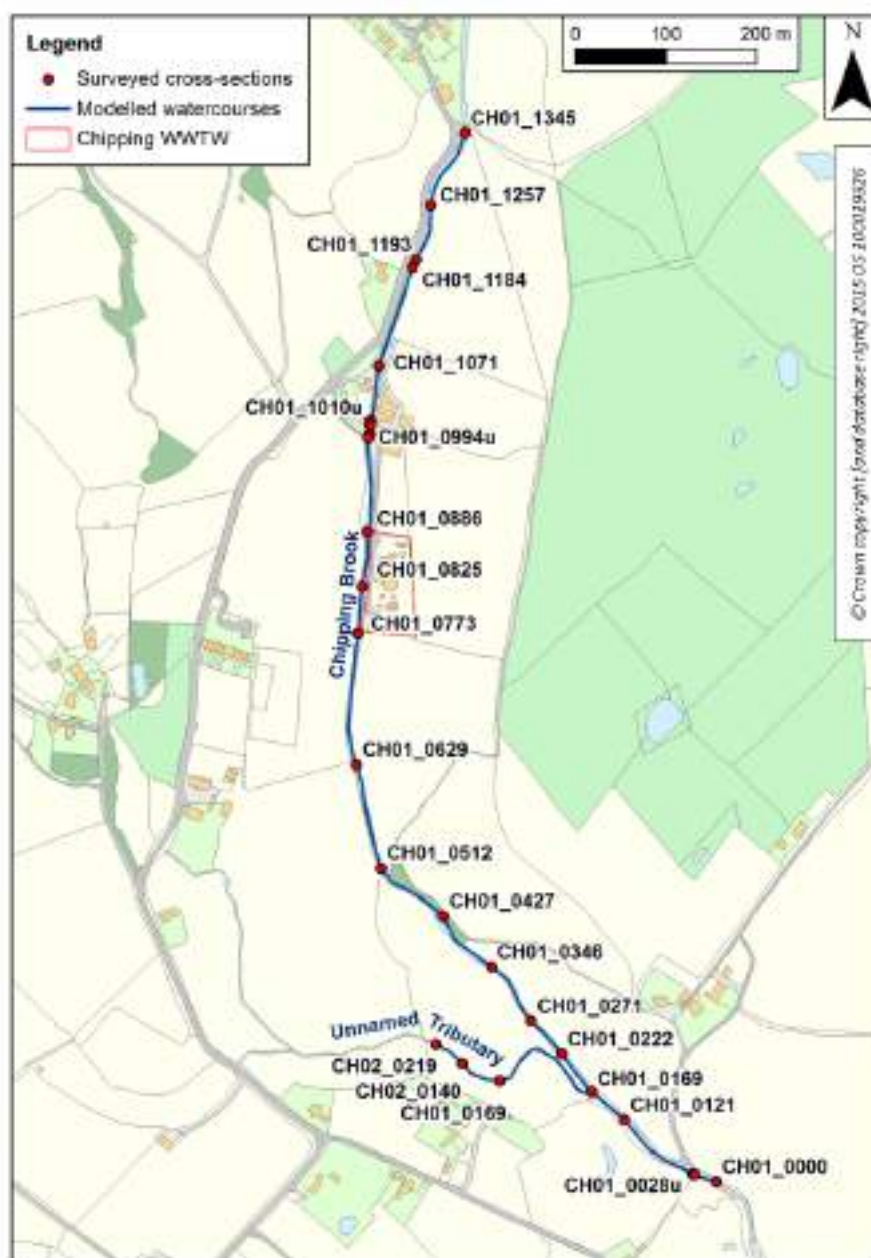 Legend
Surveyed cross-sections
Modelled watercourses
Chipping WWTW
0 100 200 m
N
© Crown copyright [and database right] 2015 OS 100019326
CH01_1345
CH01_1257
CH01_1193
CH01_1184
CH01_1071
CH01_1010u
CH01_0994u
CH01_0886
CH01_0825
Chipping Brook
CH01_0773
CH01_0629
CH01_0512
CH01_0427
CH01_0346
CH01_0271
Unnamed Tributary
CH01_0222
CH02_0219
CH01_0169
CH02_0140
CH01_0169
CH01_0121
CH01_0000
CH01_0028u